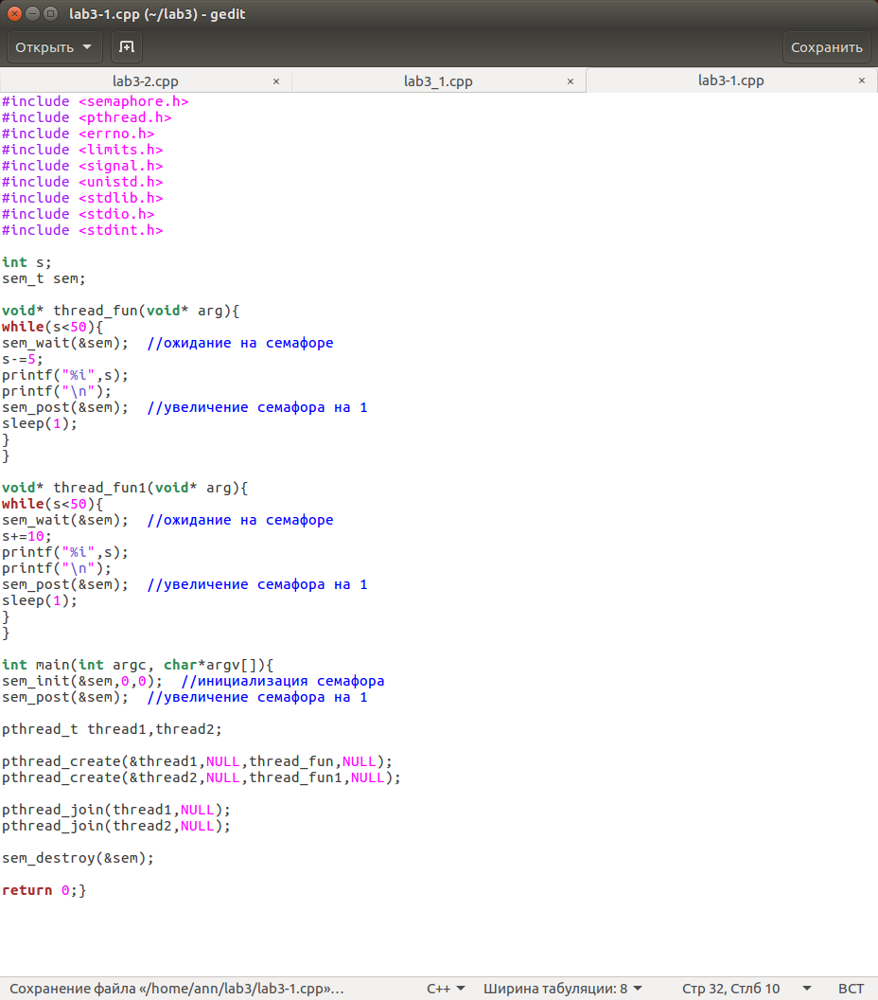 lab3-1.cpp (~/lab3) - gedit
Открыть
Сохранить
lab3-2.cpp × lab3_1.cpp × lab3-1.cpp ×
#include <semaphore.h>
#include <pthread.h>
#include <errno.h>
#include <limits.h>
#include <signal.h>
#include <unistd.h>
#include <stdlib.h>
#include <stdio.h>
#include <stdint.h>
int s;
sem_t sem;
void* thread_fun(void* arg){
while(s<50){
sem_wait(&sem);  //ожидание на семафоре
s-=5;
printf("%i",s);
printf("\n");
sem_post(&sem);  //увеличение семафора на 1
sleep(1);
}
}
void* thread_fun1(void* arg){
while(s<50){
sem_wait(&sem);  //ожидание на семафоре
s+=10;
printf("%i",s);
printf("\n");
sem_post(&sem);  //увеличение семафора на 1
sleep(1);
}
}
int main(int argc, char*argv[]){
sem_init(&sem,0,0);  //инициализация семафора
sem_post(&sem);  //увеличение семафора на 1
pthread_t thread1,thread2;
pthread_create(&thread1,NULL,thread_fun,NULL);
pthread_create(&thread2,NULL,thread_fun1,NULL);
pthread_join(thread1,NULL);
pthread_join(thread2,NULL);
sem_destroy(&sem);
return 0;}
Сохранение файла «/home/ann/lab3/lab3-1.cpp»… C++ Ширина табуляции: 8 Стр 32, Стлб 10 ВСТ